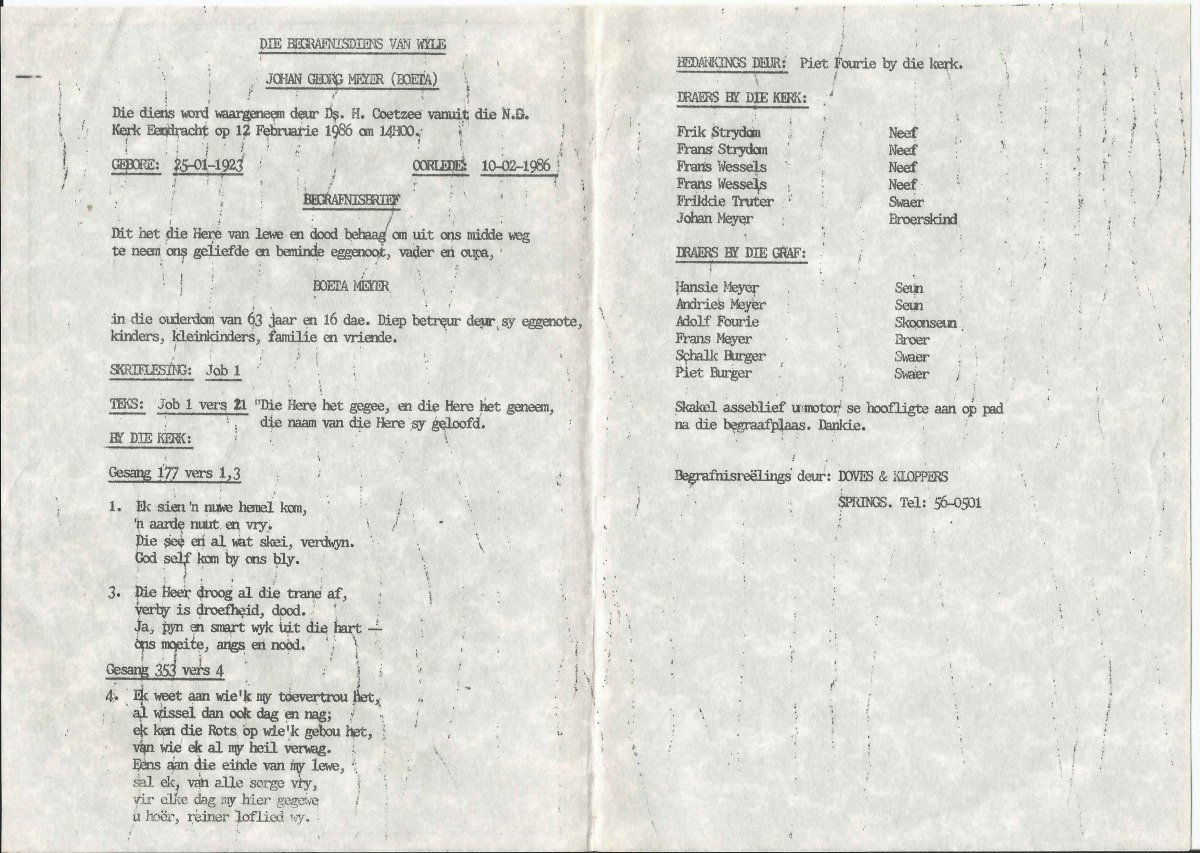 DIE BEGRAFNISDIENS VAN WYLE
JOHAN GEORG MEYER (BOETA)
Die diens word waargeneem deur Ds. H. Coetzee vanuit die N.G.
Kerk Eendracht op 12 Februarie 1986 om 14H00.
GEBORE: 25-01-1923 OORLEDE: 10-02-1986
BEGRAFNISBRIEF
Dit het die Here van lewe en dood behaag om uit ons midde weg
te neem ons geliefde en beminde eggenoot, vader en oupa,
BOETA MEYER
in die ouderdom van 63 jaar en 16 dae. Diep betreur deur sy eggenote,
kinders, kleinkinders, familie en vriende.
SKRIFLESING: Job 1
TEKS: Job 1 vers 21 "Die Here het gegee, en die Here het geneem,
die naam van die Here sy geloofd.
BY DIE KERK:
Gesang 177 vers 1,3
1. Ek sien 'n nuwe hemel kom,
'n aarde nuut en vry.
Die see en al wat skei, verdwyn.
God self kom by ons bly.
3. Die Heer droog al die trane af,
verby is droefheid, dood.
Ja, pyn en smart wyk uit die hart —
ons moeite, angs en nood.
Gesang 353 vers 4
4. Ek weet aan wie'k my toevertrou het,
al wissel dan ook dag en nag;
ek ken die Rots op wie'k gebou het,
van wie ek al my heil verwag.
Eens aan die einde van my lewe,
sal ek, van alle sorge vry,
vir elke dag my hier gegewe
u hoër, reiner loflied wy.
BEDANKINGS DEUR: Piet Fourie by die kerk.
DRAERS BY DIE KERK:
Frik Strydom Neef
Frans Strydom Neef
Frans Wessels Neef
Frans Wessels Neef
Frikkie Truter Swaer
Johan Meyer Broerskind
DRAERS BY DIE GRAF:
Hansie Meyer Seun
Andries Meyer Seun
Adolf Fourie Skoonseun
Frans Meyer Broer
Schalk Burger Swaer
Piet Burger Swaer
Skakel asseblief u motor se hoofligte aan op pad
na die begraafplaas. Dankie.
Begrafnisreëlings deur: DOVES & KLOPPERS
SPRINGS. Tel: 56-0501